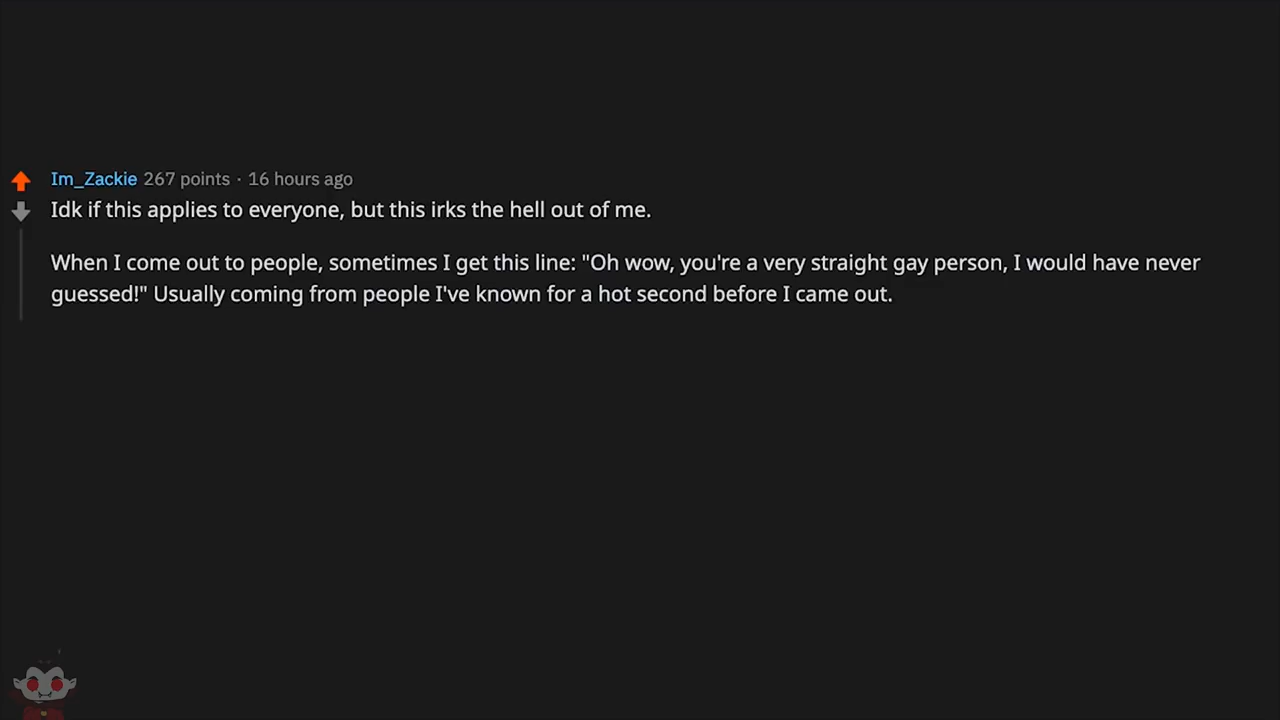 Im_Zackie 267 points · 16 hours ago
Idk if this applies to everyone, but this irks the hell out of me.
When I come out to people, sometimes I get this line: "Oh wow, you're a very straight gay person, I would have never
guessed!" Usually coming from people I've known for a hot second before I came out.